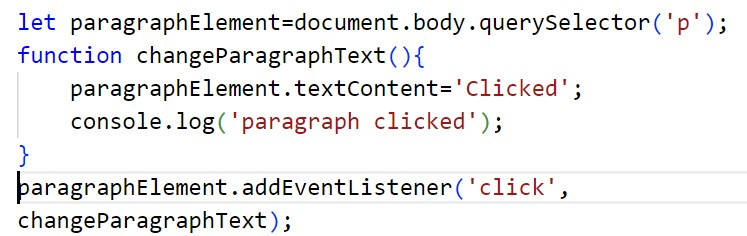 let paragraphElement=document.body.querySelector('p');
function changeParagraphText(){
    paragraphElement.textContent='Clicked';
    console.log('paragraph clicked');
}
paragraphElement.addEventListener('click',
changeParagraphText);